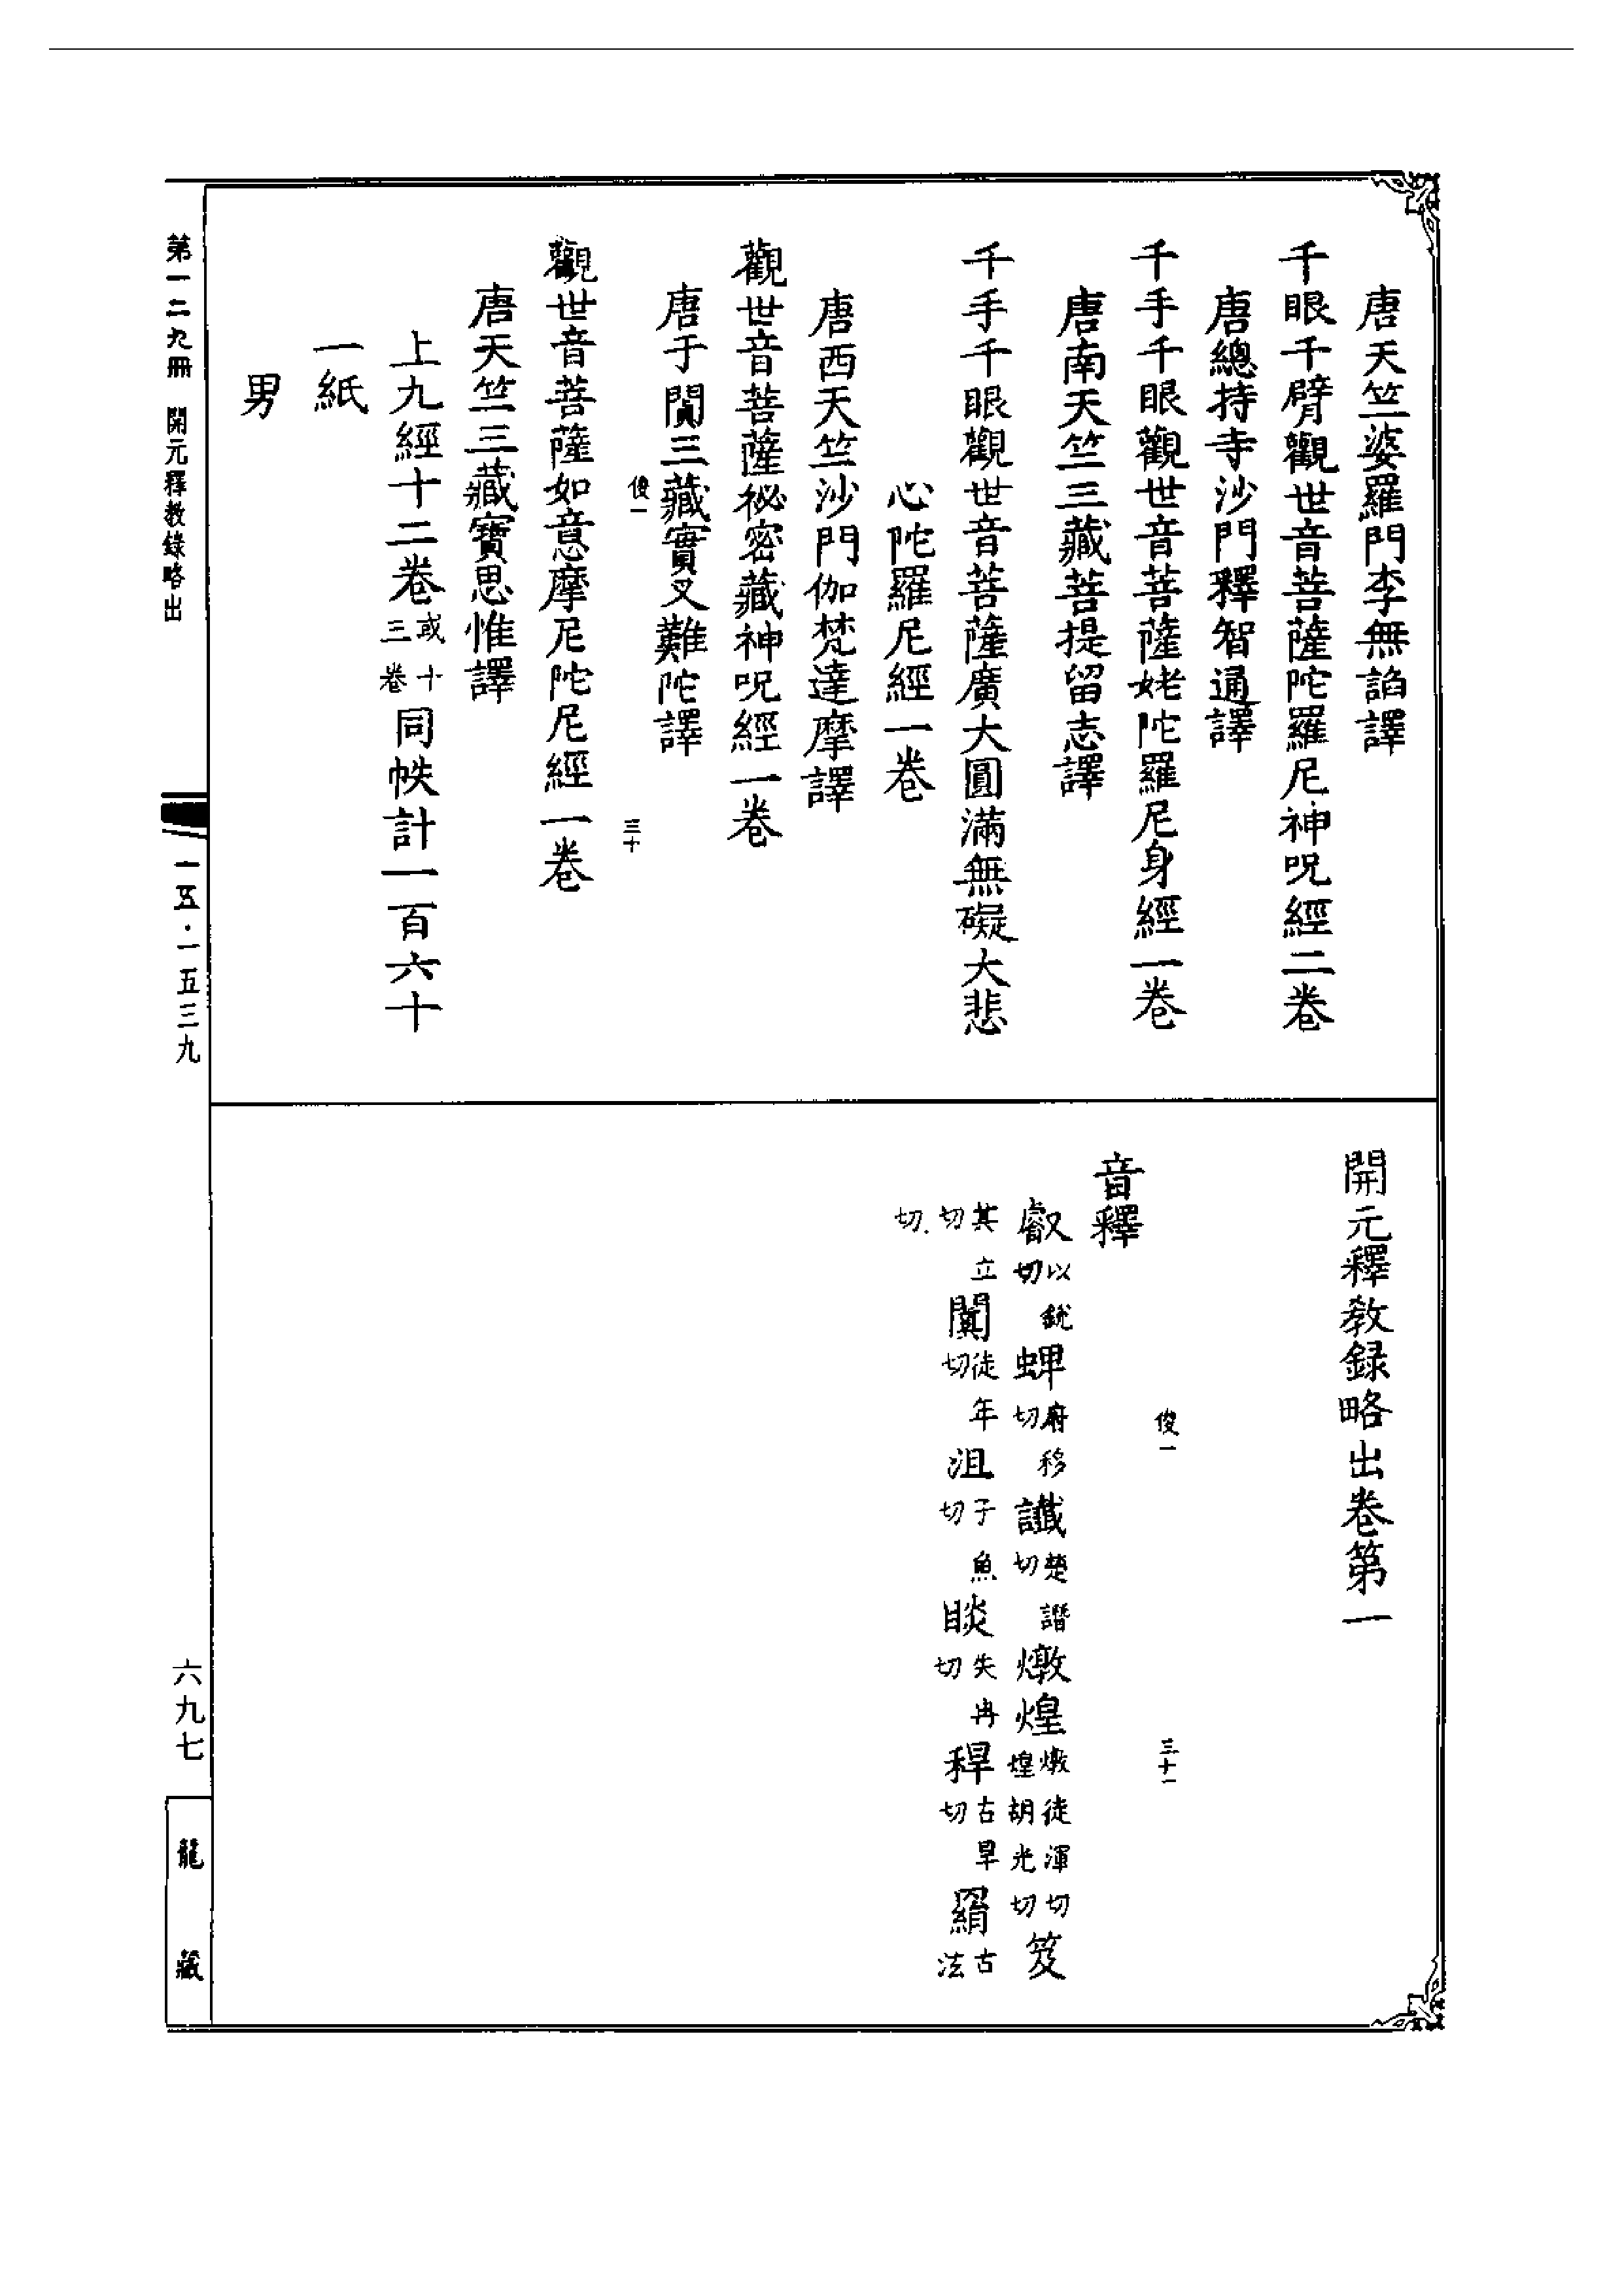 唐天竺婆羅門李無諂譯
千眼千臂觀世音菩薩陀羅尼神呪經二卷
唐總持寺沙門釋智通譯
千手千眼觀世音菩薩姥陀羅尼身經一卷
唐南天竺三藏菩提留志譯
千手千眼觀世音菩薩廣大圓滿無礙大悲
心陀羅尼經一卷
唐西天竺沙門伽梵達摩譯
觀世音菩薩祕密藏神呪經一卷
唐于闐三藏實叉難陀譯
俊一 三十
觀世音菩薩如意摩尼陀尼經一卷
唐天竺三藏寶思惟譯
上九經十二卷或十三卷同帙計一百六十
一紙
男
開元釋教録略出卷第一
俊一 三十一
音釋
叡以銳切蜱府移切讖楚譖切燉煌燉徒渾切煌胡光切笈
其立切闐徒年切沮子魚切睒失冉切稈古旱切羂古泫
切
第一二九冊 開元釋教錄略出
一五·一五三九
六九七
龍藏